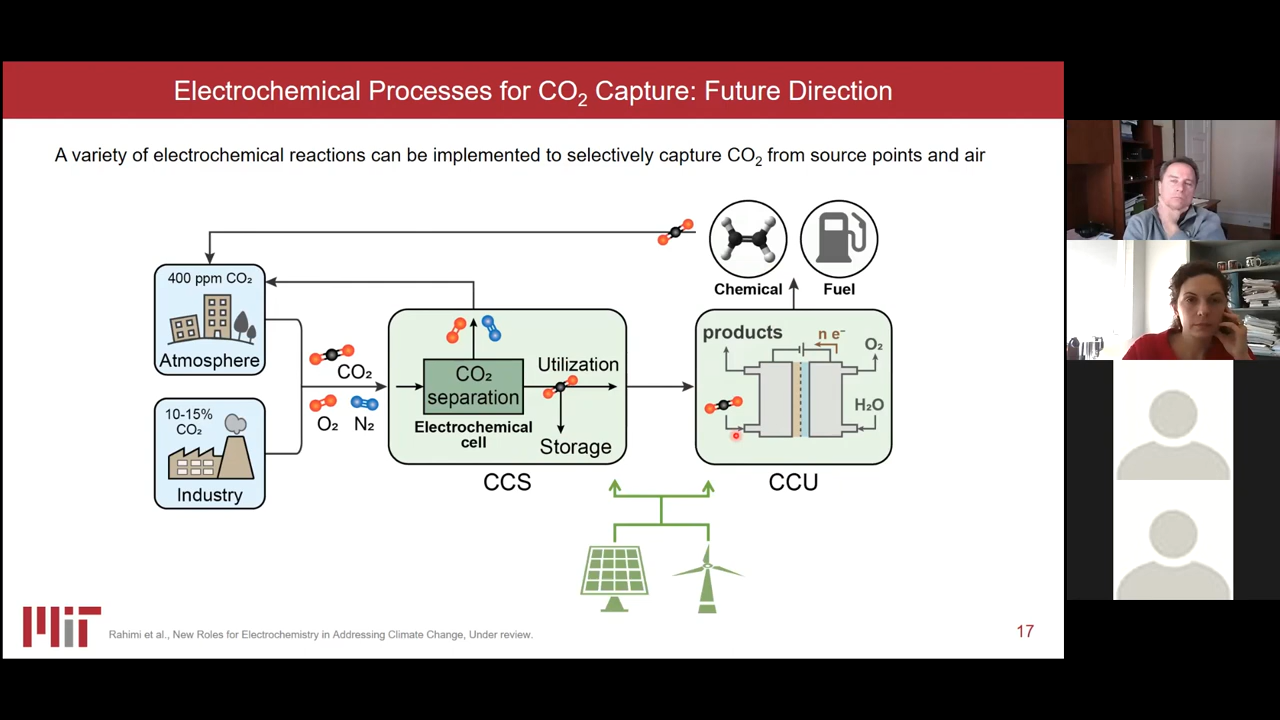 Electrochemical Processes for CO₂ Capture: Future Direction
A variety of electrochemical reactions can be implemented to selectively capture CO₂ from source points and air
400 ppm CO₂
Atmosphere
10-15%
CO₂
Industry
CO₂
O₂ N₂
CO₂
separation
Electrochemical
cell
Utilization
Storage
CCS
Chemical
Fuel
products
n e⁻
O₂
H₂O
CCU
MiT
Rahimi et al., New Roles for Electrochemistry in Addressing Climate Change, Under review.
17